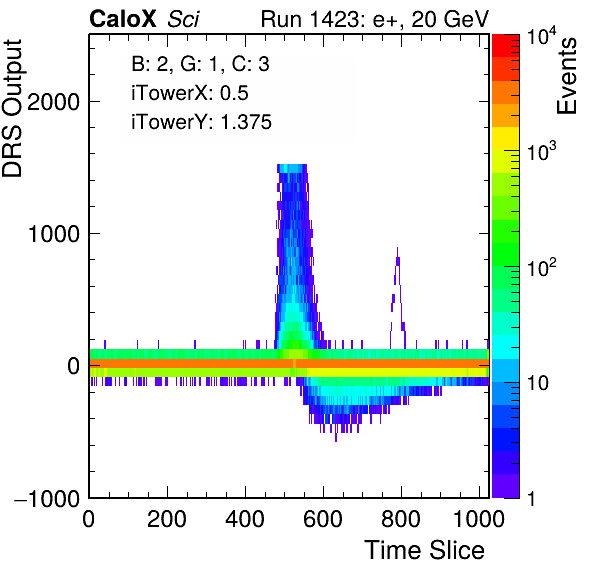 CaloX Sci
Run 1423: e+, 20 GeV
B: 2, G: 1, C: 3
iTowerX: 0.5
iTowerY: 1.375
DRS Output
2000
1000
0
−1000
0 200 400 600 800 1000
Time Slice
Events
10^4
10^3
10^2
10
1